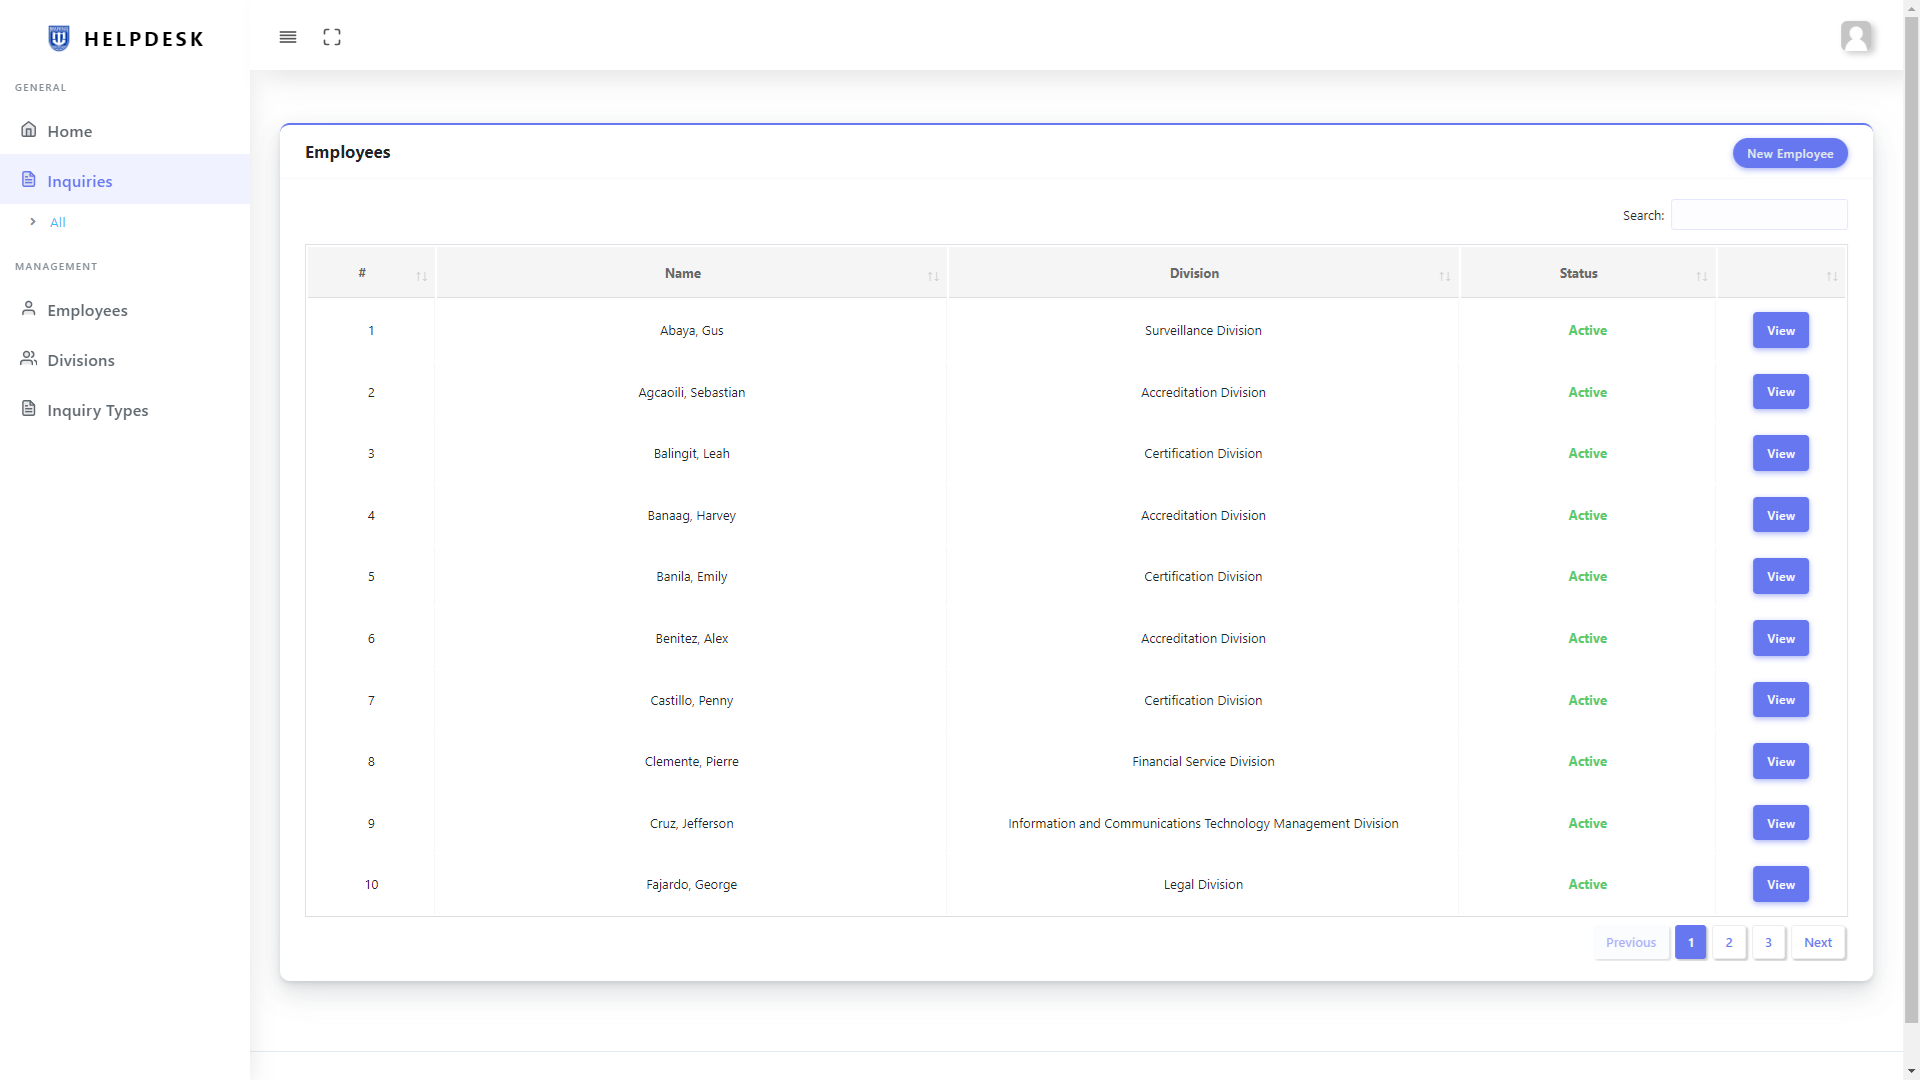 HELPDESK
GENERAL
Home
Inquiries
All
MANAGEMENT
Employees
Divisions
Inquiry Types
Employees
New Employee
Search:
# Name Division Status
1 Abaya, Gus Surveillance Division Active View
2 Agcaoili, Sebastian Accreditation Division Active View
3 Balingit, Leah Certification Division Active View
4 Banaag, Harvey Accreditation Division Active View
5 Banila, Emily Certification Division Active View
6 Benitez, Alex Accreditation Division Active View
7 Castillo, Penny Certification Division Active View
8 Clemente, Pierre Financial Service Division Active View
9 Cruz, Jefferson Information and Communications Technology Management Division Active View
10 Fajardo, George Legal Division Active View
Previous 1 2 3 Next